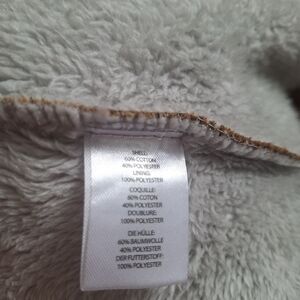 SHELL:
60% COTTON
40% POLYESTER
LINING:
100% POLYESTER
COQUILLE:
60% COTON
40% POLYESTER
DOUBLURE:
100% POLYESTER
DIE HÜLLE:
60% BAUMWOLLE
40% POLYESTER
DER FUTTERSTOFF:
100% POLYESTER